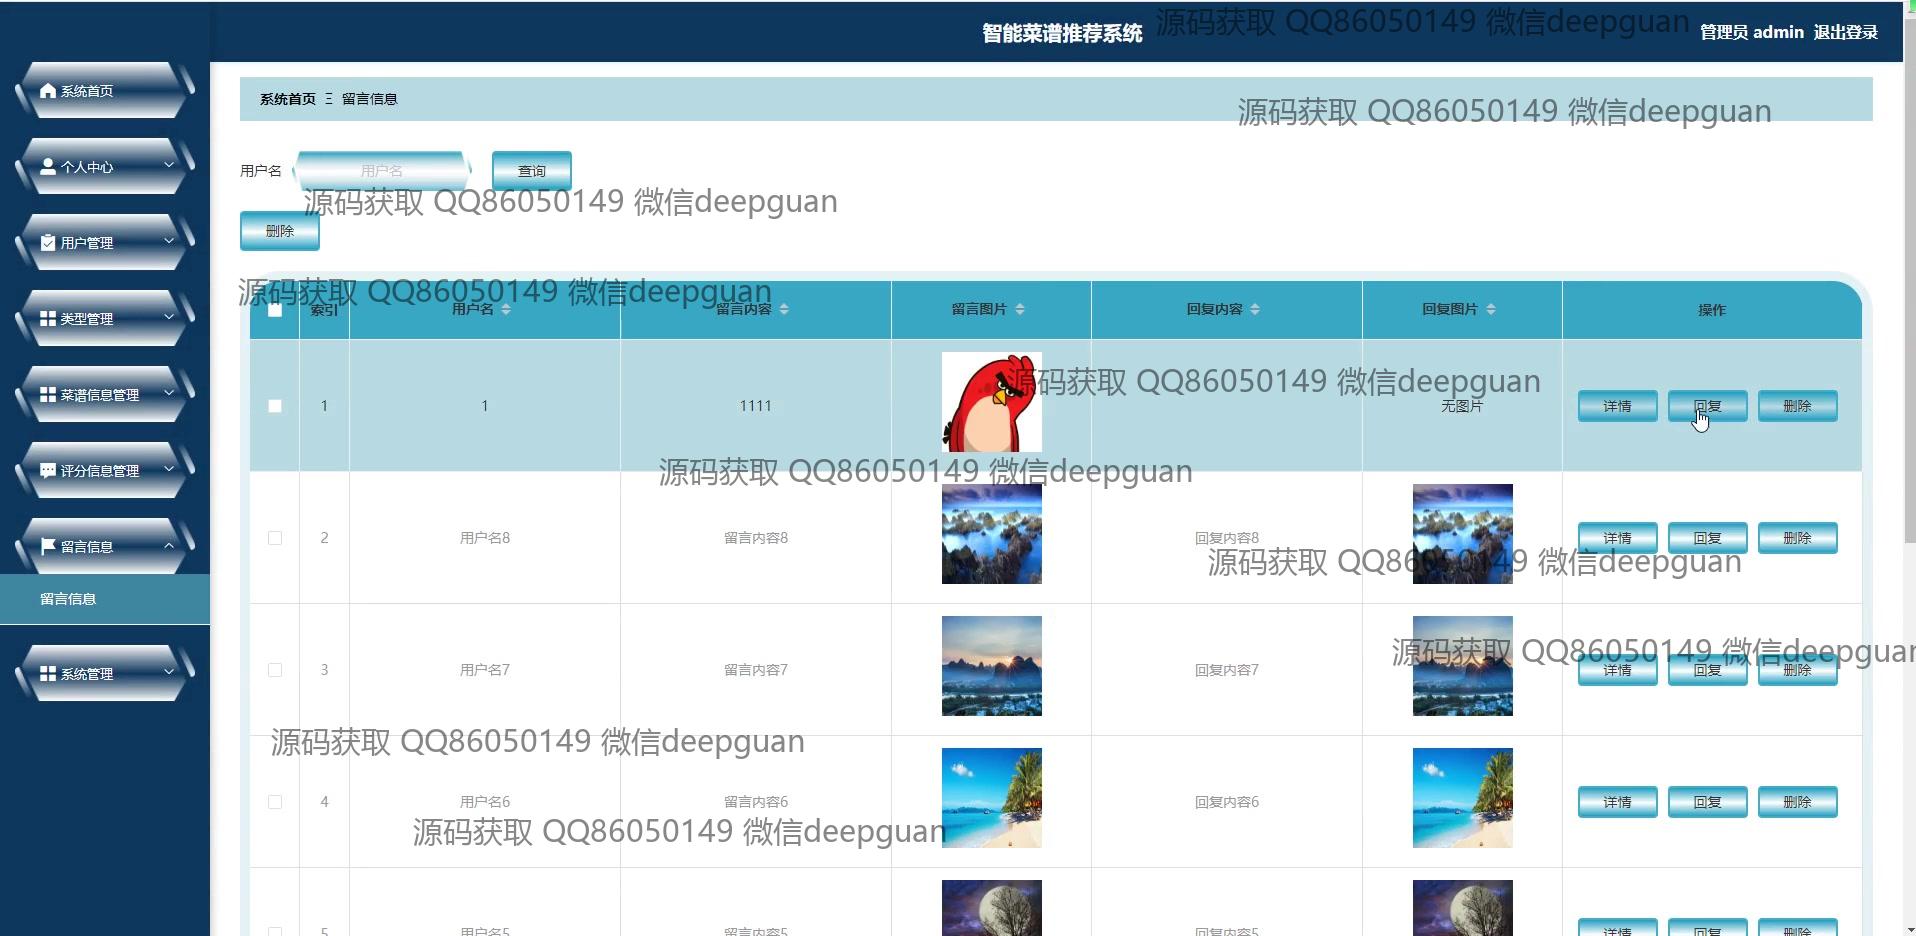 智能菜谱推荐系统
源码获取 QQ86050149 微信deepguan
管理员 admin 退出登录
系统首页
个人中心
用户管理
类型管理
菜谱信息管理
评分信息管理
留言信息
留言信息
系统管理
系统首页 Ξ 留言信息
源码获取 QQ86050149 微信deepguan
用户名 用户名 查询
源码获取 QQ86050149 微信deepguan
删除
源码获取 QQ86050149 微信deepguan
索引 用户名 留言内容 留言图片 回复内容 回复图片 操作
源码获取 QQ86050149 微信deepguan
1 1 1111 无图片 详情 回复 删除
源码获取 QQ86050149 微信deepguan
2 用户名8 留言内容8 回复内容8 详情 回复 删除
源码获取 QQ86050149 微信deepguan
源码获取 QQ86050149 微信deepguan
3 用户名7 留言内容7 回复内容7 详情 回复 删除
源码获取 QQ86050149 微信deepguan
4 用户名6 留言内容6 回复内容6 详情 回复 删除
源码获取 QQ86050149 微信deepguan
5 用户名5 留言内容5 回复内容5 详情 回复 删除